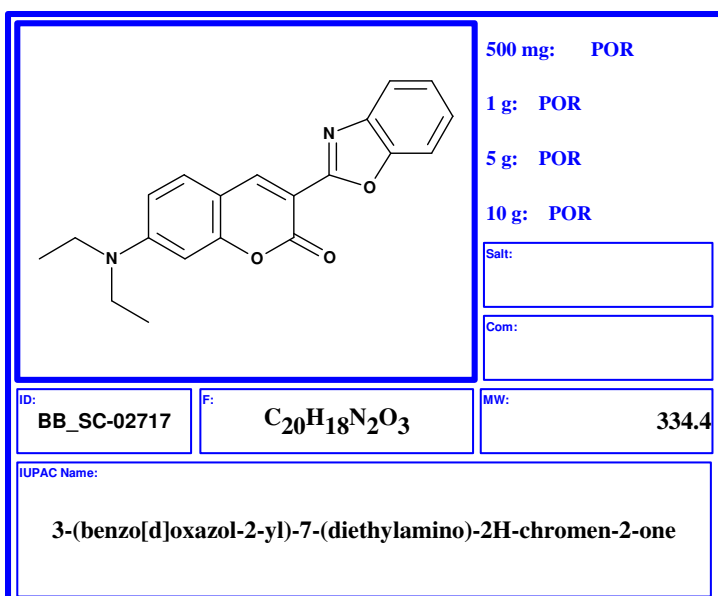 500 mg: POR
1 g: POR
5 g: POR
10 g: POR
N
O
O
O
N
Salt:
Com:
ID:
BB_SC-02717
F:
C20H18N2O3
MW:
334.4
IUPAC Name:
3-(benzo[d]oxazol-2-yl)-7-(diethylamino)-2H-chromen-2-one